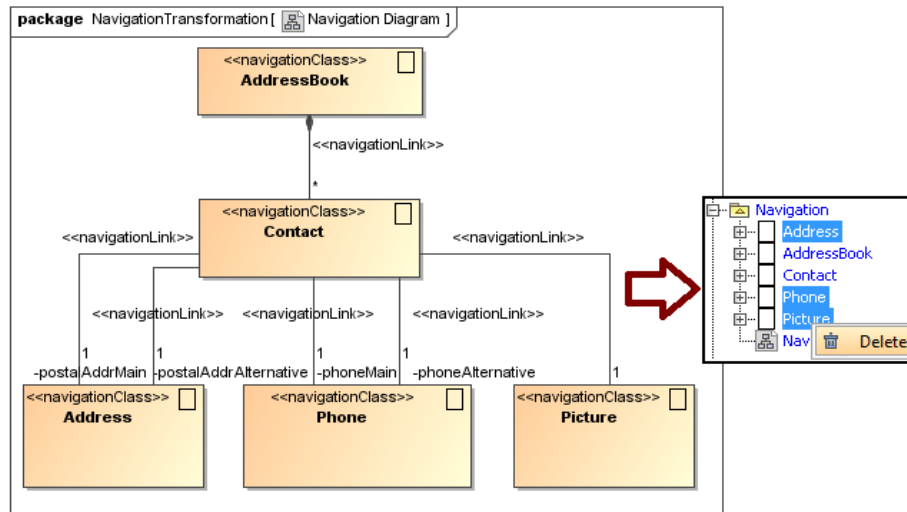 package NavigationTransformation [ Navigation Diagram ]
<<navigationClass>>
AddressBook
<<navigationLink>>
*
<<navigationClass>>
Contact
<<navigationLink>>
<<navigationLink>>
<<navigationLink>>
<<navigationLink>>
<<navigationLink>>
1
1
1
1
1
-postalAddrMain
-postalAddrAlternative
-phoneMain
-phoneAlternative
<<navigationClass>>
Address
<<navigationClass>>
Phone
<<navigationClass>>
Picture
Navigation
Address
AddressBook
Contact
Phone
Picture
Nav
Delete